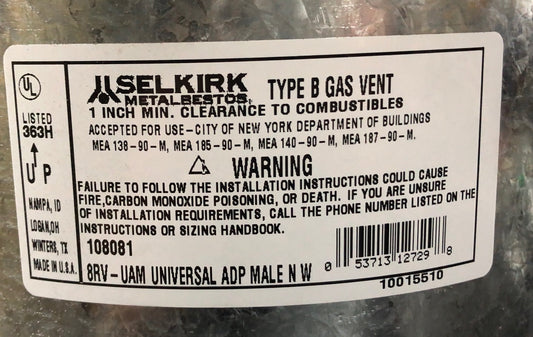 UL
LISTED
363H
UP
NAMPA, ID
LOGAN,OH
WINTERS, TX
MADE IN U.S.A.
SELKIRK
METALBESTOS®
TYPE B GAS VENT
1 INCH MIN. CLEARANCE TO COMBUSTIBLES
ACCEPTED FOR USE-CITY OF NEW YORK DEPARTMENT OF BUILDINGS
MEA 138-90-M, MEA 185-90-M, MEA 140-90-M, MEA 187-90-M.
WARNING
FAILURE TO FOLLOW THE INSTALLATION INSTRUCTIONS COULD CAUSE
FIRE,CARBON MONOXIDE POISONING, OR DEATH. IF YOU ARE UNSURE
OF INSTALLATION REQUIREMENTS, CALL THE PHONE NUMBER LISTED ON THE
INSTRUCTIONS OR SIZING HANDBOOK.
108081
8RV-UAM UNIVERSAL ADP MALE N W
0 53713 12729 8
10015510